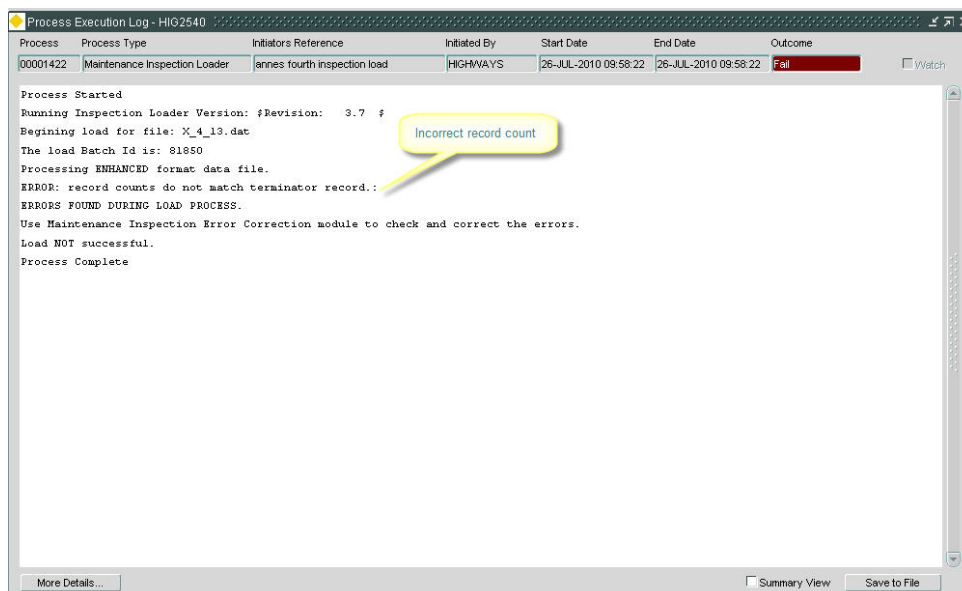 Process Execution Log - HIG2540
Process Process Type Initiators Reference Initiated By Start Date End Date Outcome
00001422 Maintenance Inspection Loader annes fourth inspection load HIGHWAYS 26-JUL-2010 09:58:22 26-JUL-2010 09:58:22 Fail Watch
Process Started
Running Inspection Loader Version: $Revision: 3.7 $
Begining load for file: X_4_13.dat
Incorrect record count
The load Batch Id is: 81850
Processing ENHANCED format data file.
ERROR: record counts do not match terminator record.:
ERRORS FOUND DURING LOAD PROCESS.
Use Maintenance Inspection Error Correction module to check and correct the errors.
Load NOT successful.
Process Complete
More Details... Summary View Save to File